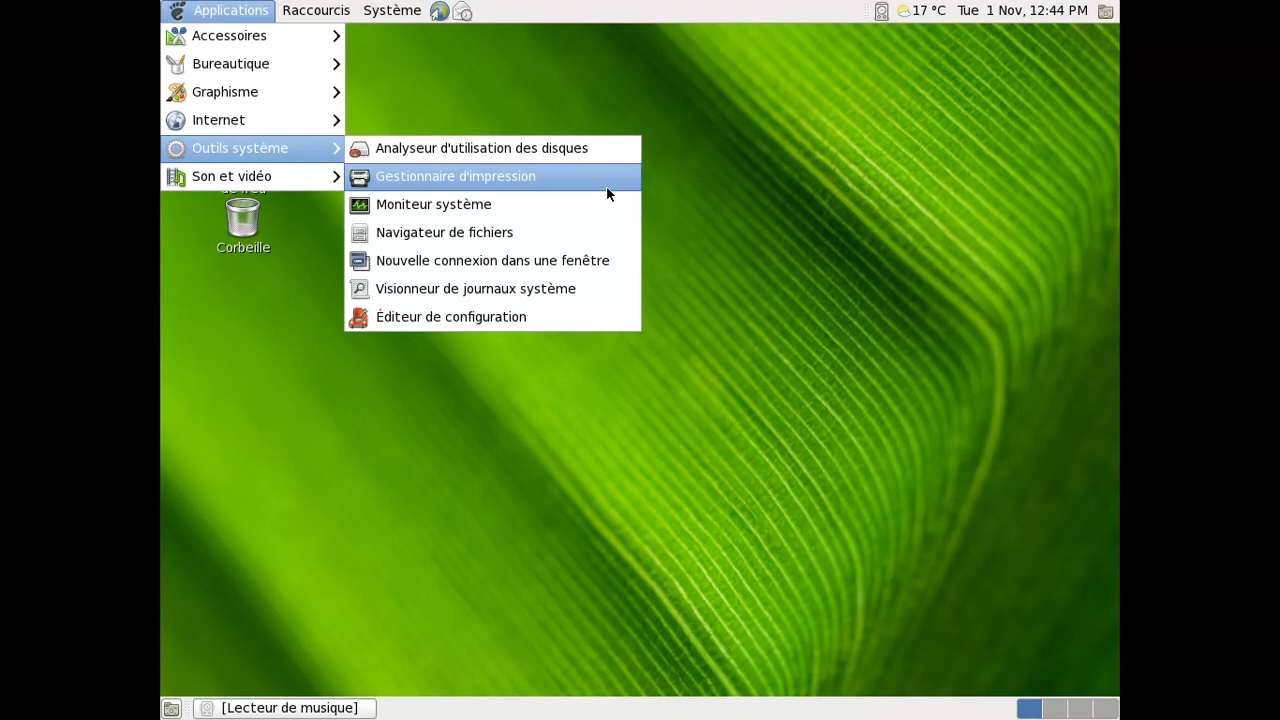 Applications Raccourcis Système 17 °C Tue 1 Nov, 12:44 PM
Accessoires
Bureautique
Graphisme
Internet
Outils système
Son et vidéo
Analyseur d'utilisation des disques
Gestionnaire d'impression
Moniteur système
Navigateur de fichiers
Nouvelle connexion dans une fenêtre
Visionneur de journaux système
Éditeur de configuration
Corbeille
[Lecteur de musique]